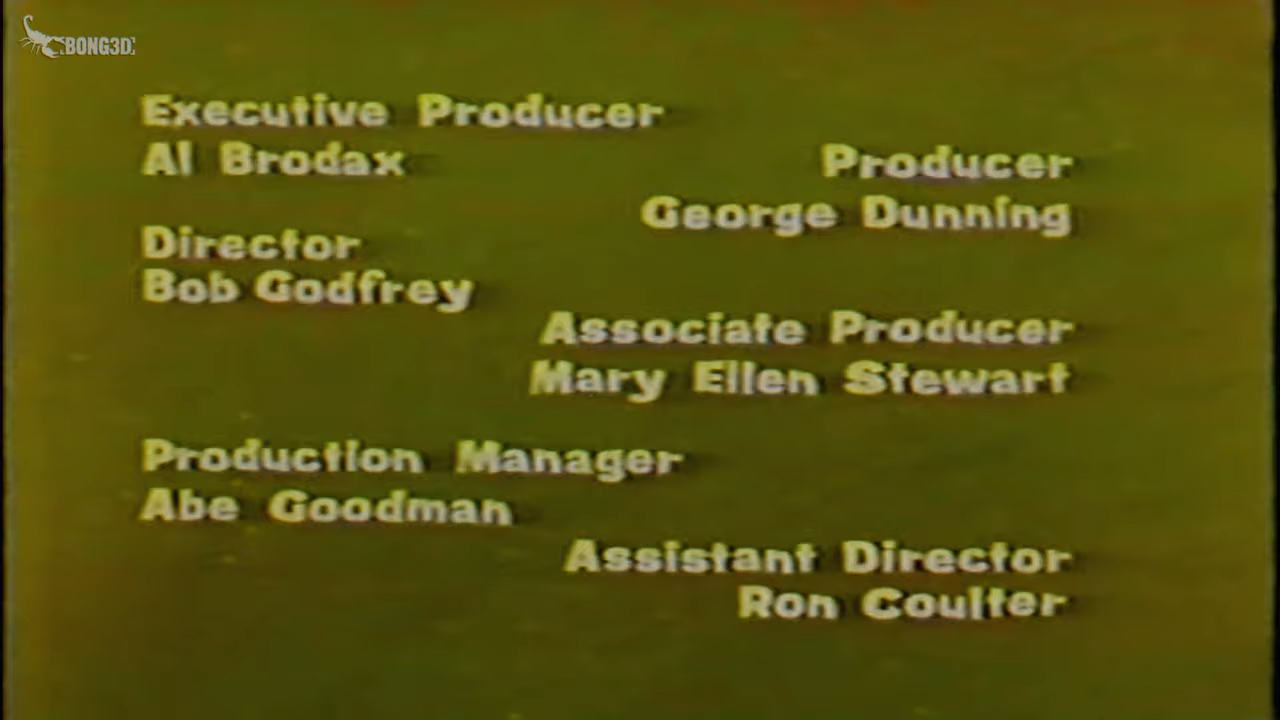 BONG3D
Executive Producer
Al Brodax
Producer
George Dunning
Director
Bob Godfrey
Associate Producer
Mary Ellen Stewart
Production Manager
Abe Goodman
Assistant Director
Ron Coulter